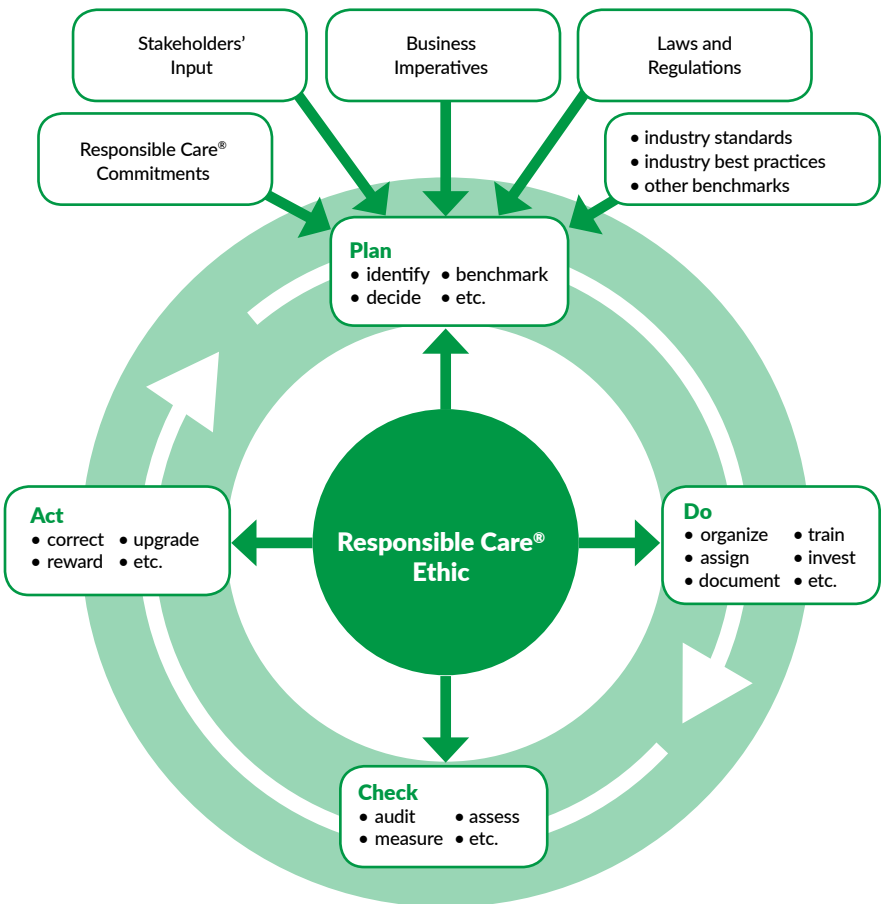 Stakeholders’
Input
Business
Imperatives
Laws and
Regulations
Responsible Care®
Commitments
• industry standards
• industry best practices
• other benchmarks
Plan
• identify • benchmark
• decide • etc.
Act
• correct • upgrade
• reward • etc.
Responsible Care®
Ethic
Do
• organize • train
• assign • invest
• document • etc.
Check
• audit • assess
• measure • etc.